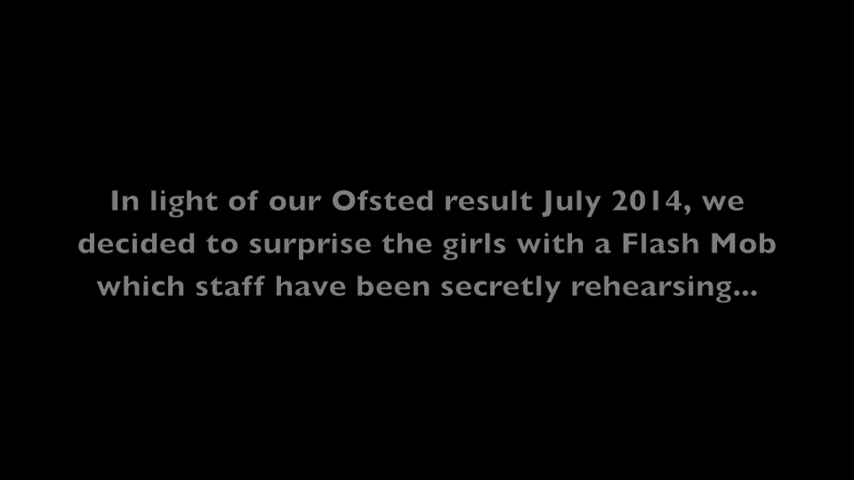 In light of our Ofsted result July 2014, we
decided to surprise the girls with a Flash Mob
which staff have been secretly rehearsing...